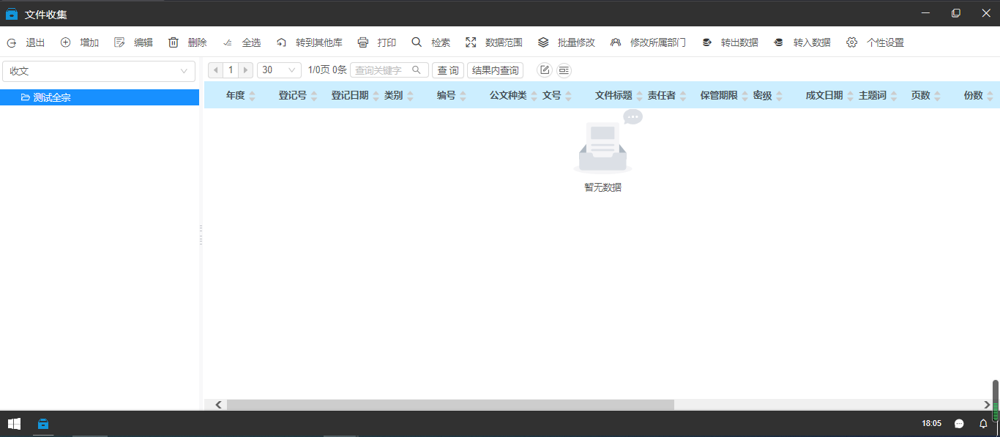 文件收集
退出 增加 编辑 删除 全选 转到其他库 打印 检索 数据范围 批量修改 修改所属部门 转出数据 转入数据 个性设置
收文
1 30 1/0页 0条 查询关键字 查 询 结果内查询
测试全宗
年度 登记号 登记日期 类别 编号 公文种类 文号 文件标题 责任者 保管期限 密级 成文日期 主题词 页数 份数
暂无数据
18:05